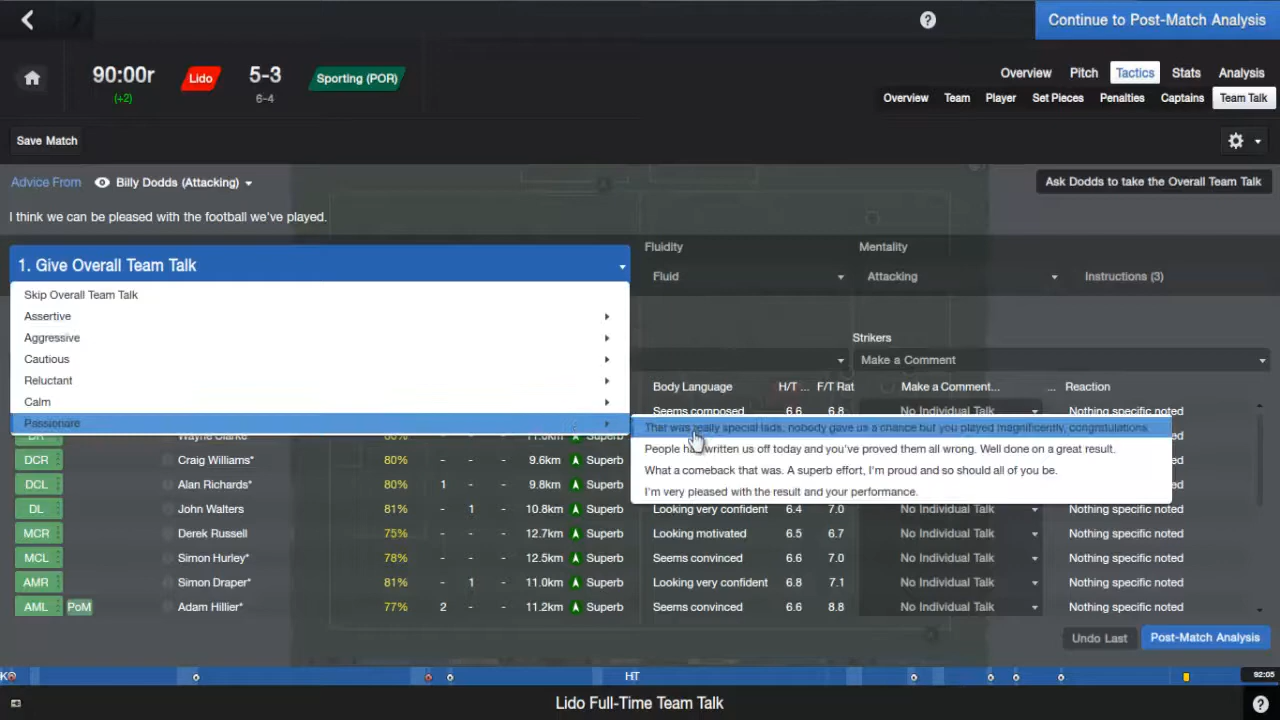 Continue to Post-Match Analysis
90:00r Lido 5-3 Sporting (POR)
(+2) 6-4
Overview Pitch Tactics Stats Analysis
Overview Team Player Set Pieces Penalties Captains Team Talk
Save Match
Advice From Billy Dodds (Attacking) Ask Dodds to take the Overall Team Talk
I think we can be pleased with the football we've played.
Fluidity Mentality
1. Give Overall Team Talk
Fluid Attacking Instructions (3)
Skip Overall Team Talk
Assertive
Aggressive Strikers
Cautious Make a Comment
Reluctant Body Language H/T ... F/T Rat Make a Comment... ... Reaction
Calm Seems composed 6.6 6.8 No Individual Talk Nothing specific noted
Passionate That was really special lads, nobody gave us a chance but you played magnificently, congratulations.
DR Wayne Clarke 80% 11.0km Superb
People had written us off today and you've proved them all wrong. Well done on a great result.
DCR Craig Williams* 80% - - - 9.6km Superb
What a comeback that was. A superb effort, I'm proud and so should all of you be.
DCL Alan Richards* 80% 1 - - 9.8km Superb
I'm very pleased with the result and your performance.
DL John Walters 81% - 1 - 10.8km Superb Looking very confident 6.4 7.0 No Individual Talk Nothing specific noted
MCR Derek Russell 75% - - - 12.7km Superb Looking motivated 6.5 6.7 No Individual Talk Nothing specific noted
MCL Simon Hurley* 78% - - - 12.5km Superb Seems convinced 6.6 7.0 No Individual Talk Nothing specific noted
AMR Simon Draper* 81% - 1 - 11.0km Superb Looking very confident 6.8 7.1 No Individual Talk Nothing specific noted
AML PoM Adam Hillier* 77% 2 - - 11.2km Superb Seems convinced 6.6 8.8 No Individual Talk Nothing specific noted
Undo Last Post-Match Analysis
HT 92:05
Lido Full-Time Team Talk